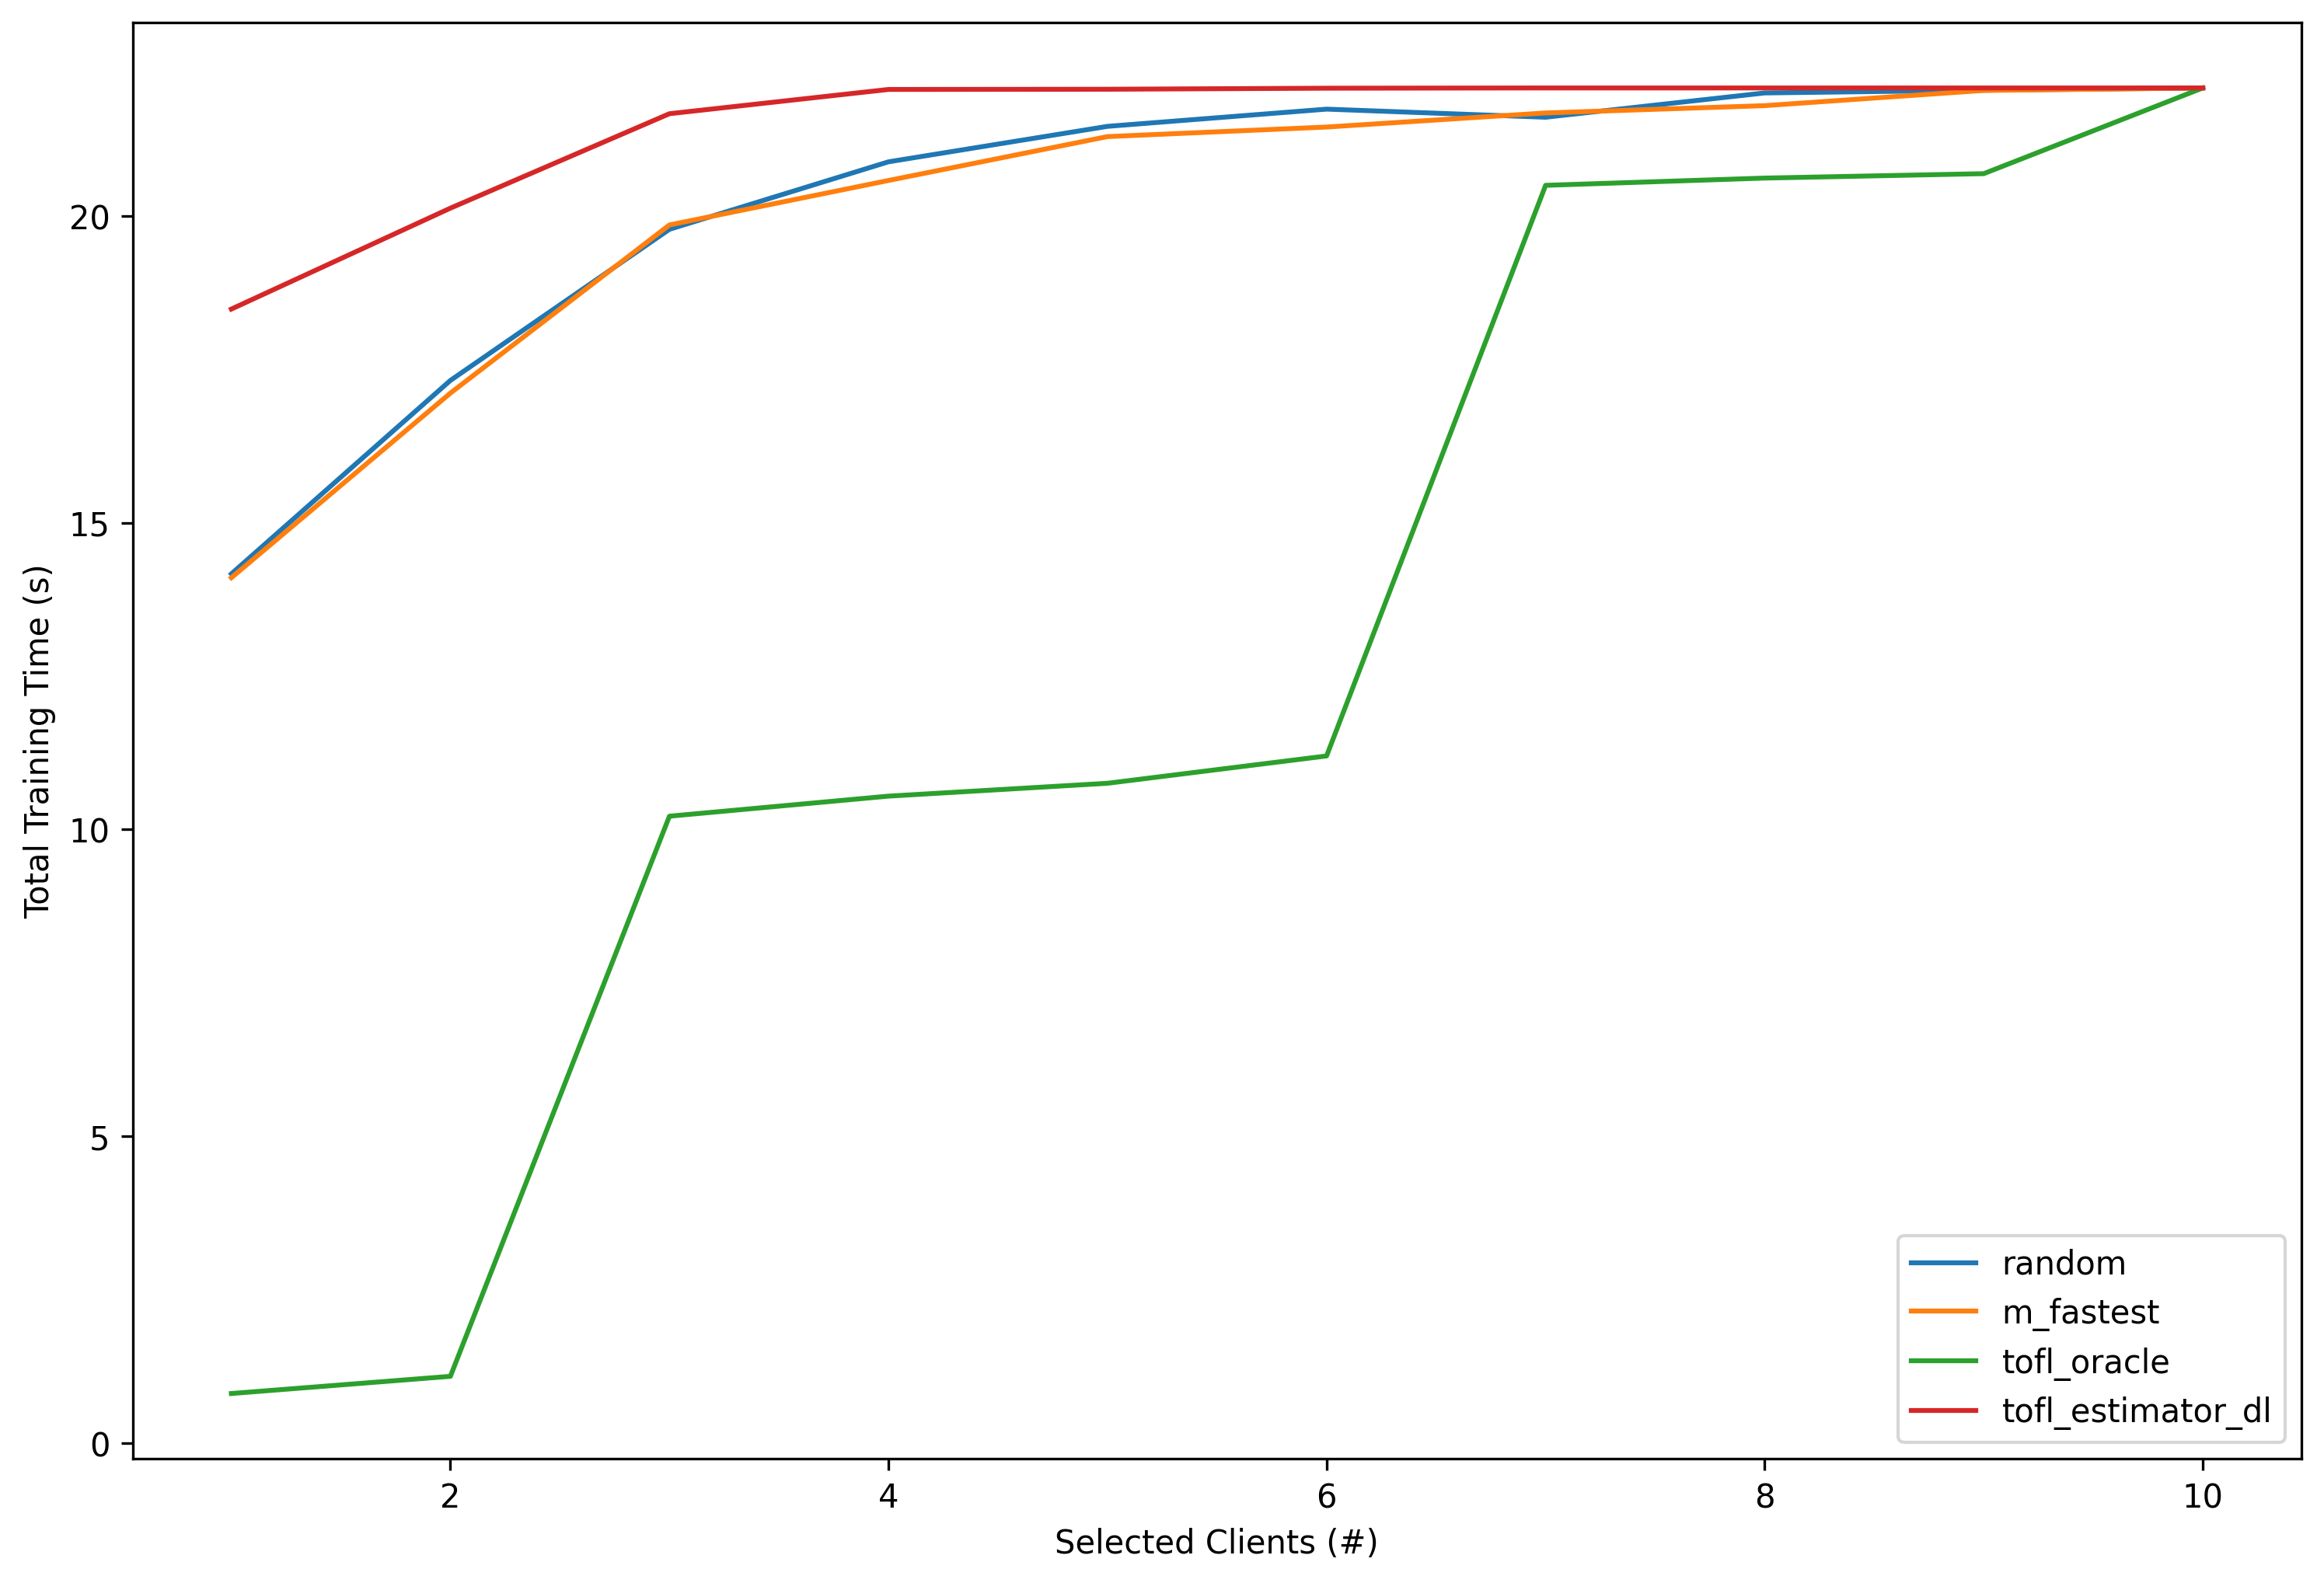 Total Training Time (s)
20
15
10
5
0
2
4
6
8
10
Selected Clients (#)
random
m_fastest
tofl_oracle
tofl_estimator_dl